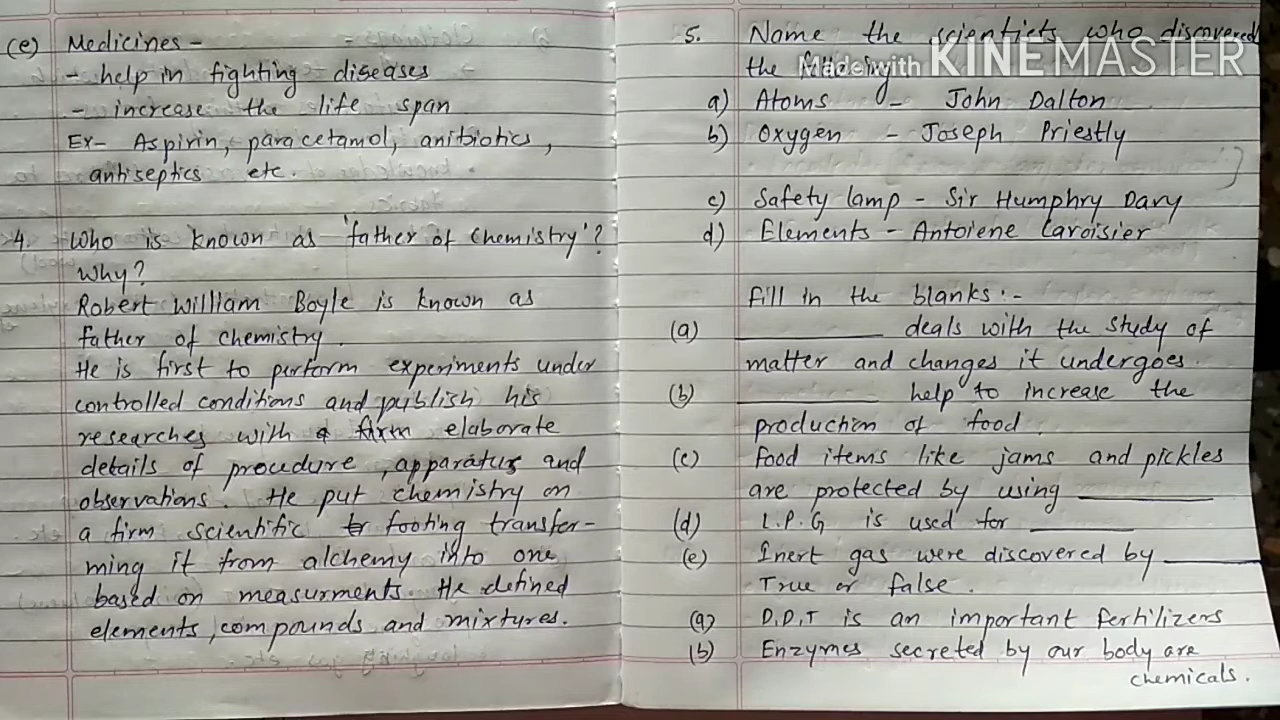 (e) Medicines -
- help in fighting diseases
- increase the life span
Ex- Aspirin, paracetamol, anitbiotics,
antiseptics etc.
4. Who is known as 'father of Chemistry'?
Why?
Robert William Boyle is known as
father of chemistry.
He is first to perform experiments under
controlled conditions and publish his
researches with elaborate
details of procedure, apparatus and
observations. He put chemistry on
a firm scientific footing transfer-
ming it from alchemy into one
based on measurments. He defined
elements, compounds and mixtures.
5. Name the scientists who discovered
the following
Made with KINEMASTER
a) Atoms - John Dalton
b) Oxygen - Joseph Priestly
c) Safety lamp - Sir Humphry Davy
d) Elements - Antoiene Lavoisier
Fill in the blanks :-
(a) ________ deals with the study of
matter and changes it undergoes.
(b) ________ help to increase the
production of food.
(c) Food items like jams and pickles
are protected by using ________
(d) L.P.G is used for ________
(e) Inert gas were discovered by ________
True or false.
(a) D.D.T is an important fertilizers
(b) Enzymes secreted by our body are
chemicals.